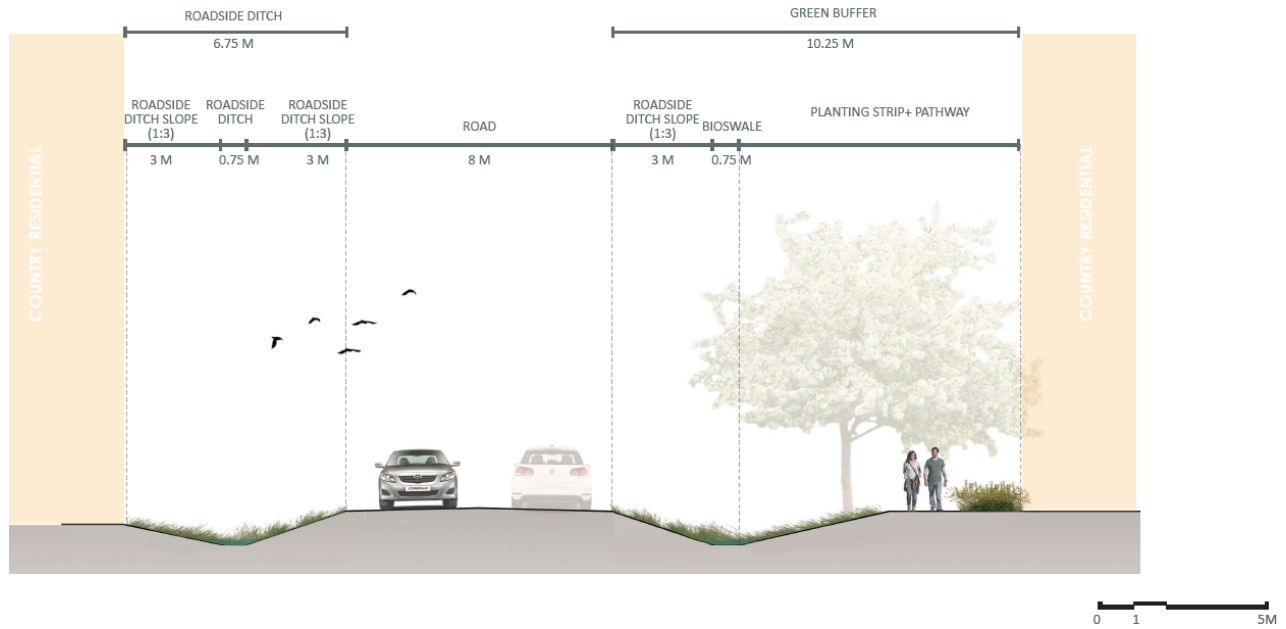 ROADSIDE DITCH
6.75 M
GREEN BUFFER
10.25 M
ROADSIDE
DITCH SLOPE
(1:3)
3 M
ROADSIDE
DITCH
0.75 M
ROADSIDE
DITCH SLOPE
(1:3)
3 M
ROAD
8 M
ROADSIDE
DITCH SLOPE
(1:3)
3 M
BIOSWALE
0.75 M
PLANTING STRIP+ PATHWAY
COUNTRY RESIDENTIAL
COUNTRY RESIDENTIAL
0 1 5M